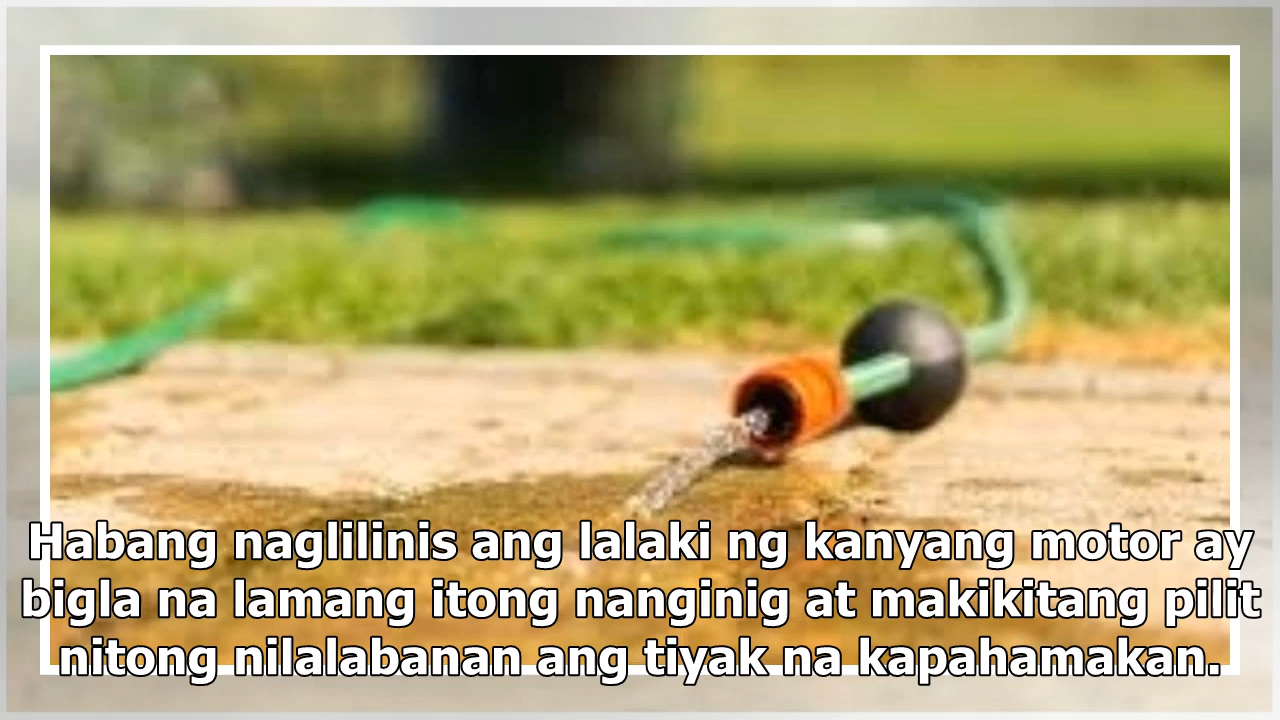 Habang naglilinis ang lalaki ng kanyang motor ay
bigla na lamang itong nanginig at makikitang pilit
nitong nilalabanan ang tiyak na kapahamakan.